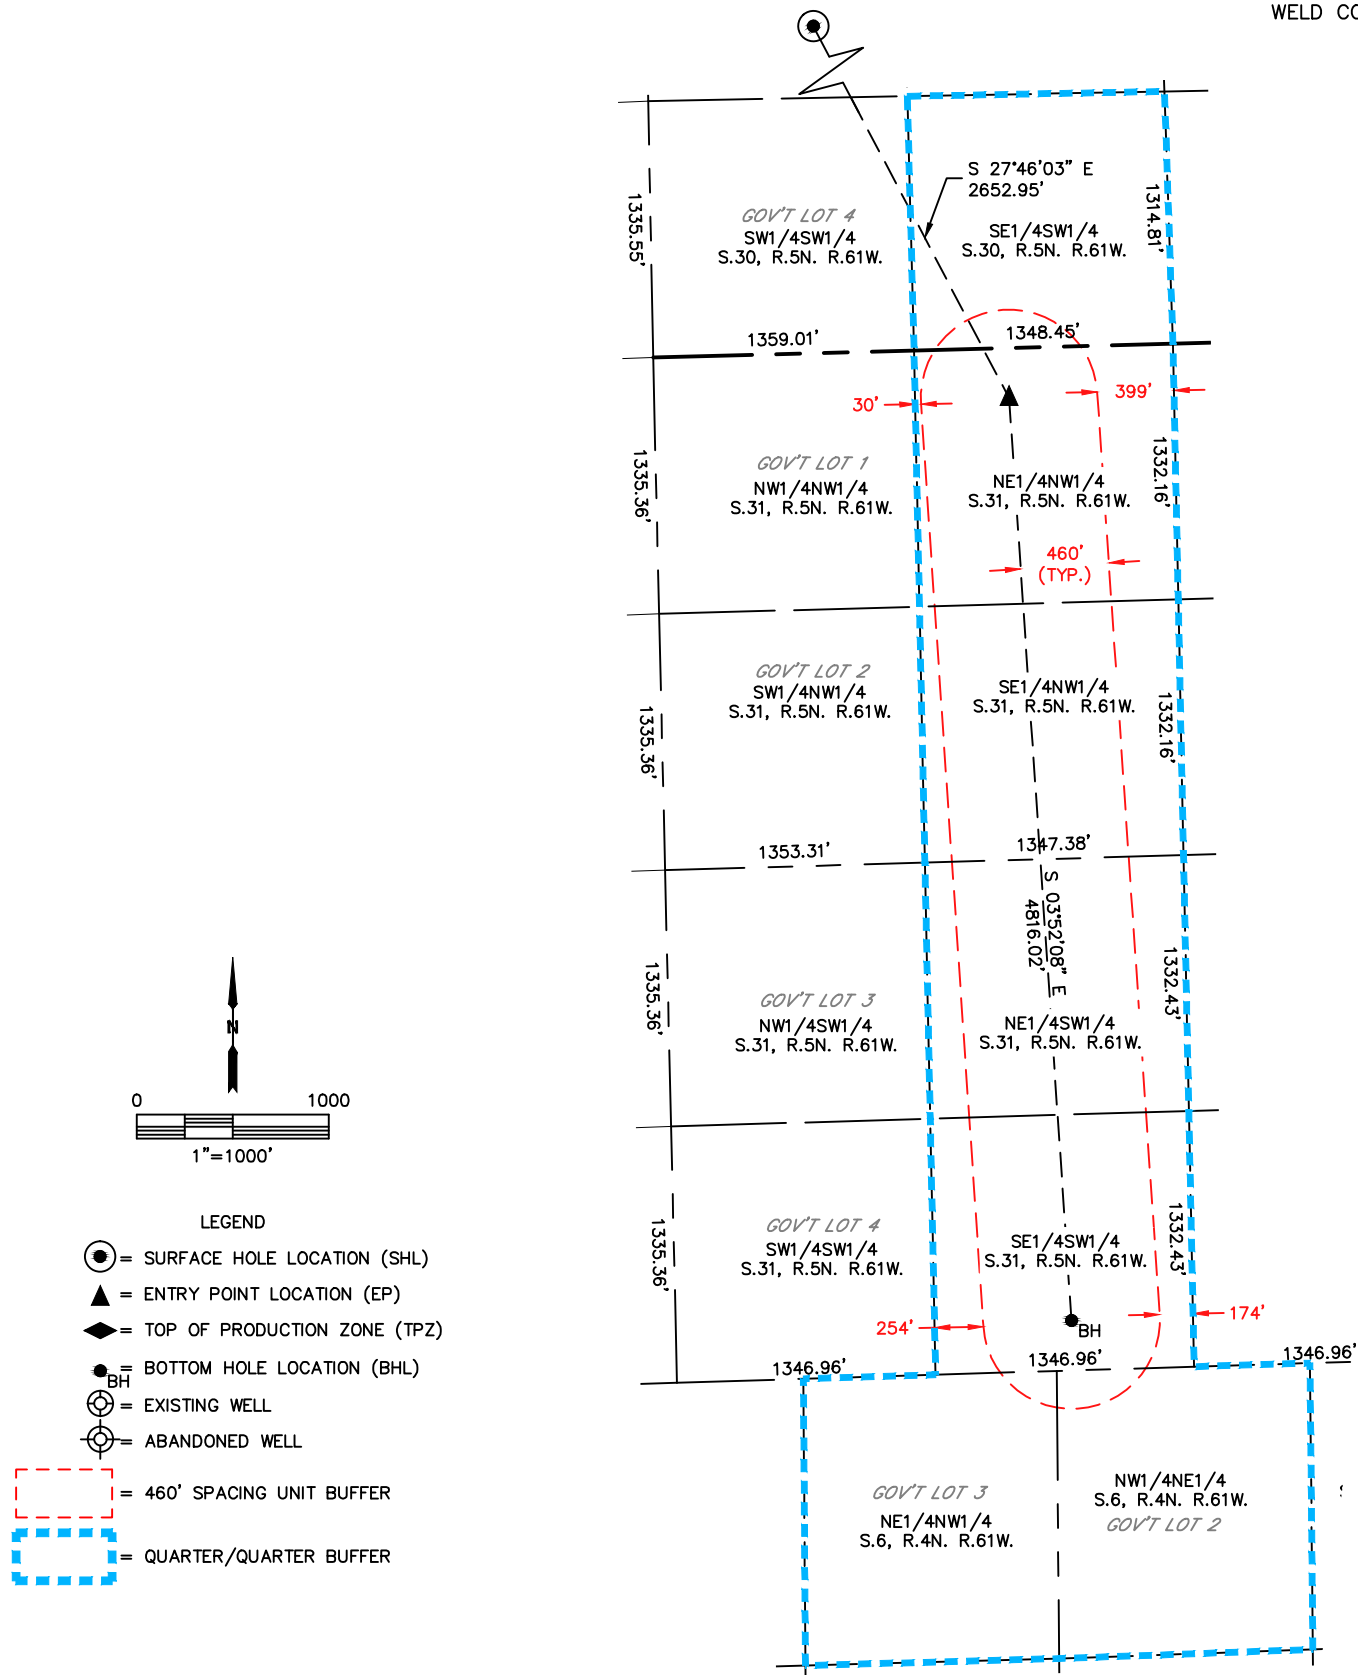 WELD CO
S 27°46'03" E
2652.95'
1335.55'
GOV'T LOT 4
SW1/4SW1/4
S.30, R.5N. R.61W.
SE1/4SW1/4
S.30, R.5N. R.61W.
1314.81'
1359.01'
1348.45'
30'
399'
1335.36'
GOV'T LOT 1
NW1/4NW1/4
S.31, R.5N. R.61W.
NE1/4NW1/4
S.31, R.5N. R.61W.
1332.16'
460'
(TYP.)
1335.36'
GOV'T LOT 2
SW1/4NW1/4
S.31, R.5N. R.61W.
SE1/4NW1/4
S.31, R.5N. R.61W.
1332.16'
1353.31'
1347.38'
S 03°52'08" E
4816.02'
1335.36'
GOV'T LOT 3
NW1/4SW1/4
S.31, R.5N. R.61W.
NE1/4SW1/4
S.31, R.5N. R.61W.
1332.43'
1335.36'
GOV'T LOT 4
SW1/4SW1/4
S.31, R.5N. R.61W.
SE1/4SW1/4
S.31, R.5N. R.61W.
1332.43'
254'
BH
174'
1346.96'
1346.96'
1346.96'
GOV'T LOT 3
NE1/4NW1/4
S.6, R.4N. R.61W.
NW1/4NE1/4
S.6, R.4N. R.61W.
GOV'T LOT 2
N
0 1000
1"=1000'
LEGEND
= SURFACE HOLE LOCATION (SHL)
= ENTRY POINT LOCATION (EP)
= TOP OF PRODUCTION ZONE (TPZ)
BH = BOTTOM HOLE LOCATION (BHL)
= EXISTING WELL
= ABANDONED WELL
= 460' SPACING UNIT BUFFER
= QUARTER/QUARTER BUFFER